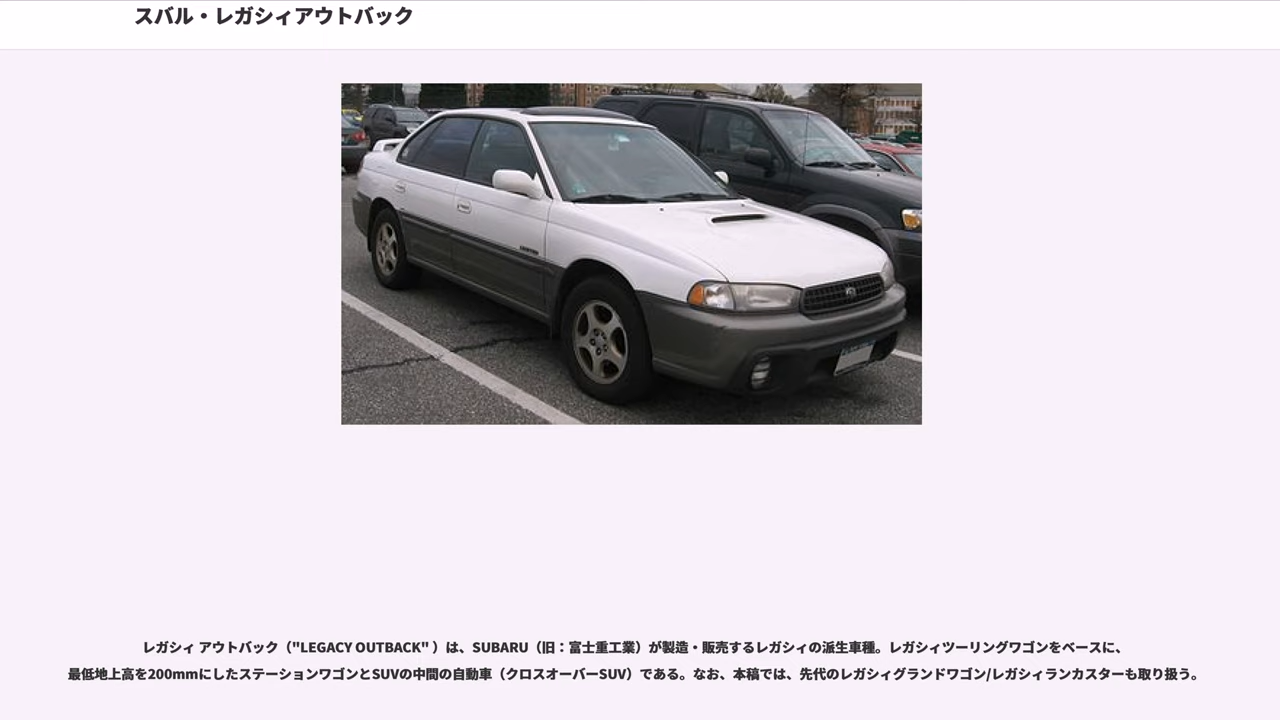 スバル・レガシィアウトバック
レガシィ アウトバック（"LEGACY OUTBACK" ）は、SUBARU（旧：富士重工業）が製造・販売するレガシィの派生車種。レガシィツーリングワゴンをベースに、
最低地上高を200mmにしたステーションワゴンとSUVの中間の自動車（クロスオーバーSUV）である。なお、本稿では、先代のレガシィグランドワゴン/レガシィランカスターも取り扱う。